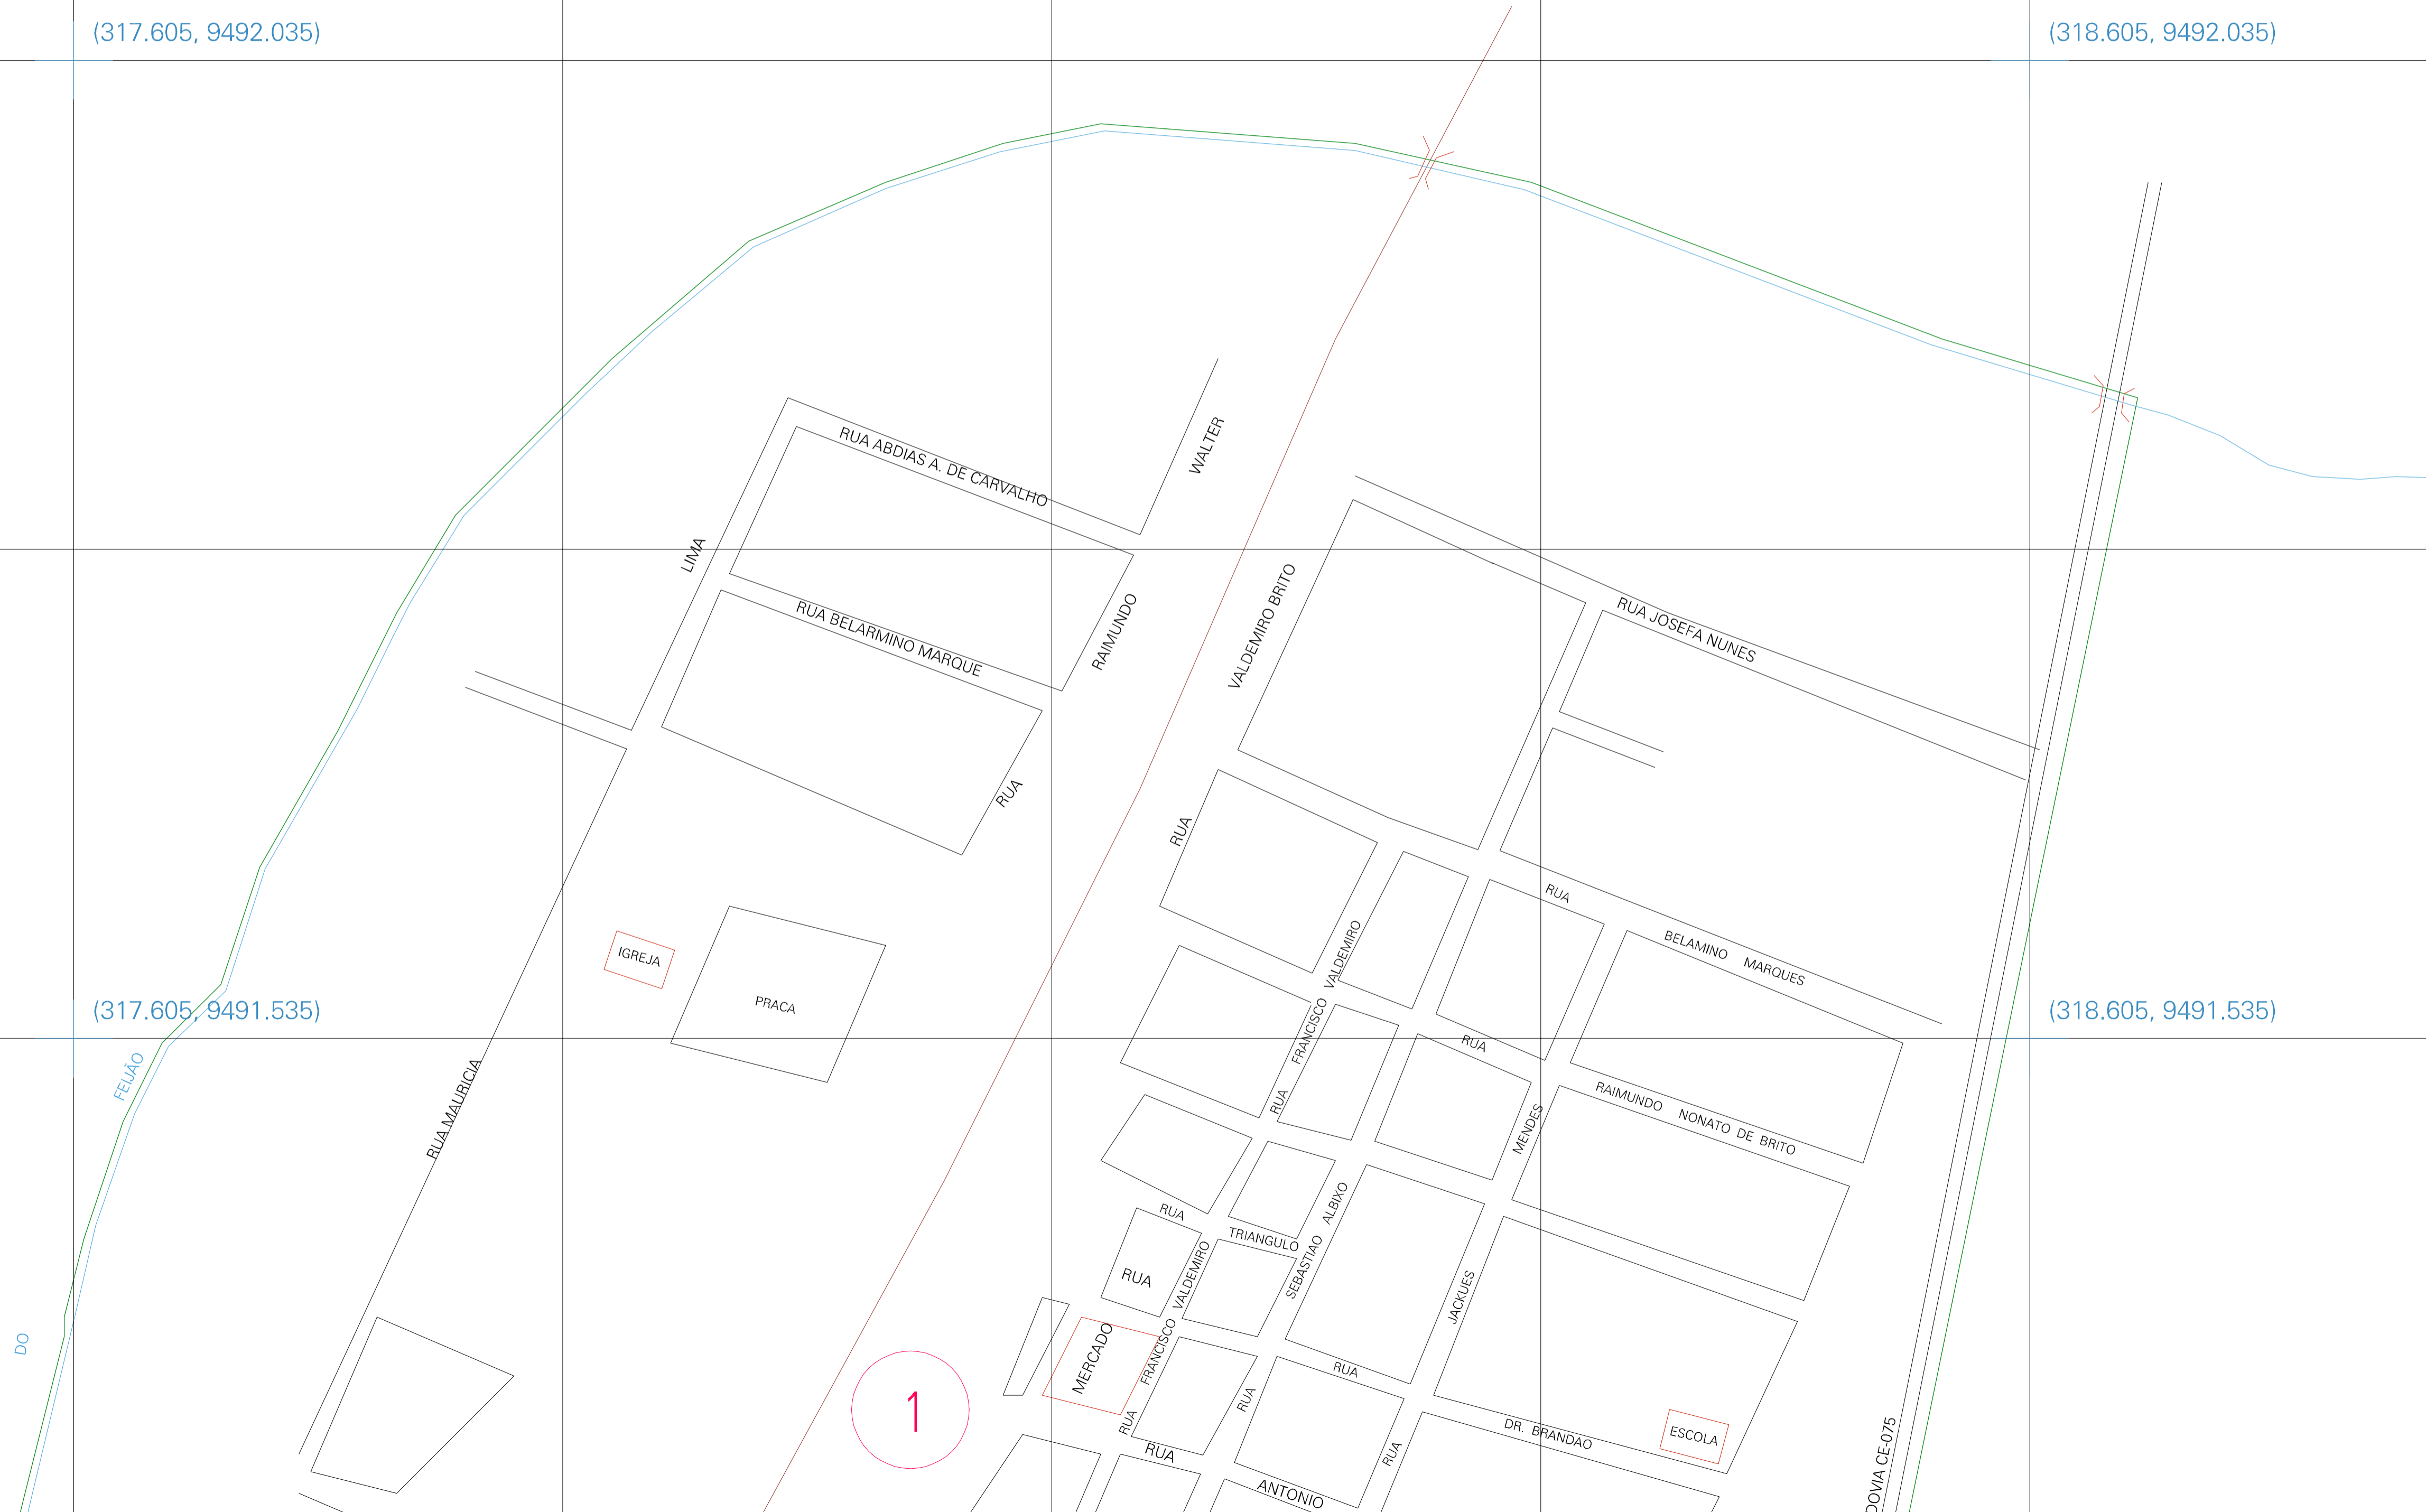 (317.605, 9492.035)
(318.605, 9492.035)
RUA ABDIAS A. DE CARVALHO
WALTER
LIMA
RAIMUNDO
VALDEMIRO BRITO
RUA BELARMINO MARQUE
RUA JOSEFA NUNES
RUA
RUA
RUA
BELAMINO MARQUES
IGREJA
PRACA
VALDEMIRO
FRANCISCO
RUA
(317.605, 9491.535)
(318.605, 9491.535)
FEIJÃO
RUA MAURICIA
RUA
RAIMUNDO NONATO DE BRITO
MENDES
ALBIXO
SEBASTIAO
RUA
TRIANGULO
RUA
VALDEMIRO
JACKUES
DO
MERCADO
FRANCISCO
RUA
RUA
RUA
1
DR. BRANDAO
ESCOLA
RUA
RUA
ANTONIO
DOVIA CE-075